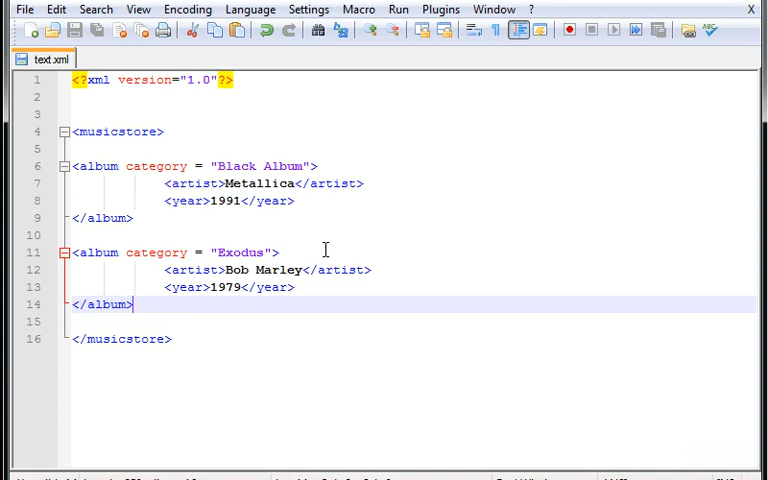 File Edit Search View Encoding Language Settings Macro Run Plugins Window ? X
text.xml
1 <?xml version="1.0"?>
2
3
4 <musicstore>
5
6 <album category = "Black Album">
7 <artist>Metallica</artist>
8 <year>1991</year>
9 </album>
10
11 <album category = "Exodus">
12 <artist>Bob Marley</artist>
13 <year>1979</year>
14 </album>
15
16 </musicstore>